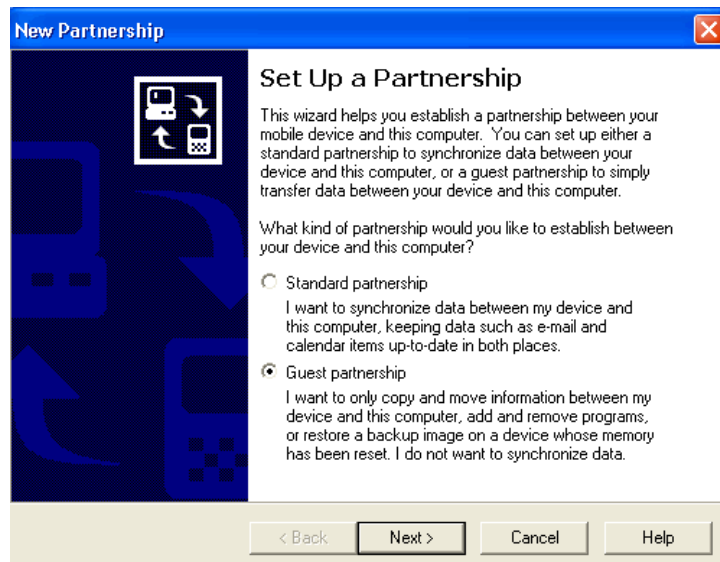 New Partnership
Set Up a Partnership
This wizard helps you establish a partnership between your
mobile device and this computer. You can set up either a
standard partnership to synchronize data between your
device and this computer, or a guest partnership to simply
transfer data between your device and this computer.
What kind of partnership would you like to establish between
your device and this computer?
Standard partnership
I want to synchronize data between my device and
this computer, keeping data such as e-mail and
calendar items up-to-date in both places.
Guest partnership
I want to only copy and move information between my
device and this computer, add and remove programs,
or restore a backup image on a device whose memory
has been reset. I do not want to synchronize data.
< Back Next > Cancel Help